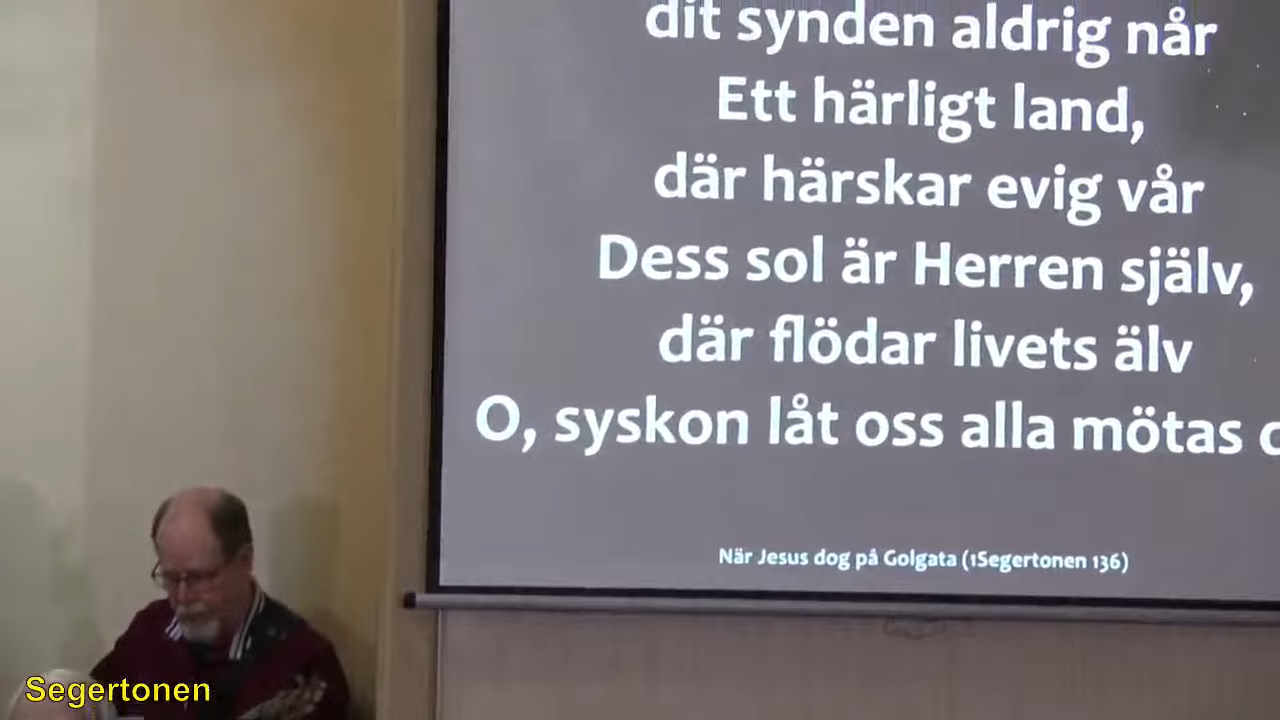 dit synden aldrig når
Ett härligt land,
där härskar evig vår
Dess sol är Herren själv,
där flödar livets älv
O, syskon låt oss alla mötas
När Jesus dog på Golgata (1Segertonen 136)
Segertonen